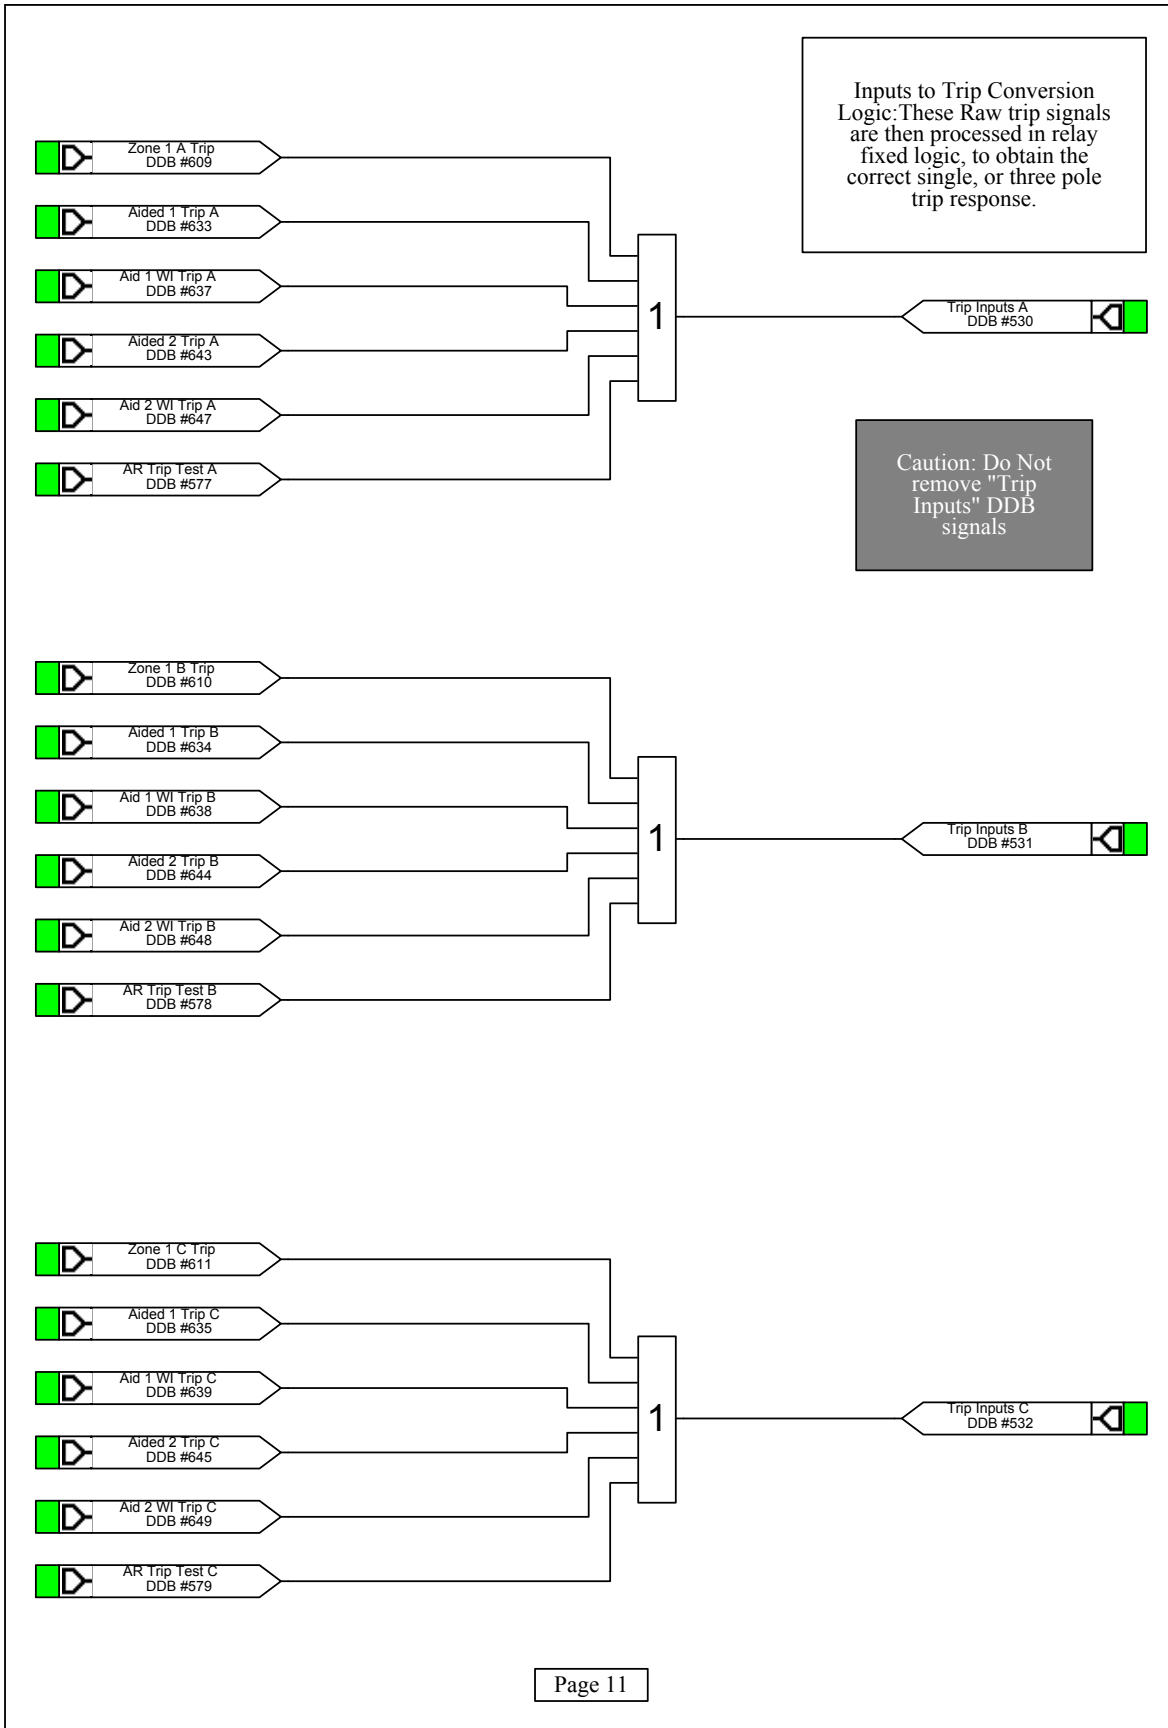 Inputs to Trip Conversion
Logic:These Raw trip signals
are then processed in relay
fixed logic, to obtain the
correct single, or three pole
trip response.
Zone 1 A Trip
DDB #609
Aided 1 Trip A
DDB #633
Aid 1 WI Trip A
DDB #637
Aided 2 Trip A
DDB #643
Aid 2 WI Trip A
DDB #647
AR Trip Test A
DDB #577
1
Trip Inputs A
DDB #530
Caution: Do Not
remove "Trip
Inputs" DDB
signals
Zone 1 B Trip
DDB #610
Aided 1 Trip B
DDB #634
Aid 1 WI Trip B
DDB #638
Aided 2 Trip B
DDB #644
Aid 2 WI Trip B
DDB #648
AR Trip Test B
DDB #578
1
Trip Inputs B
DDB #531
Zone 1 C Trip
DDB #611
Aided 1 Trip C
DDB #635
Aid 1 WI Trip C
DDB #639
Aided 2 Trip C
DDB #645
Aid 2 WI Trip C
DDB #649
AR Trip Test C
DDB #579
1
Trip Inputs C
DDB #532
Page 11